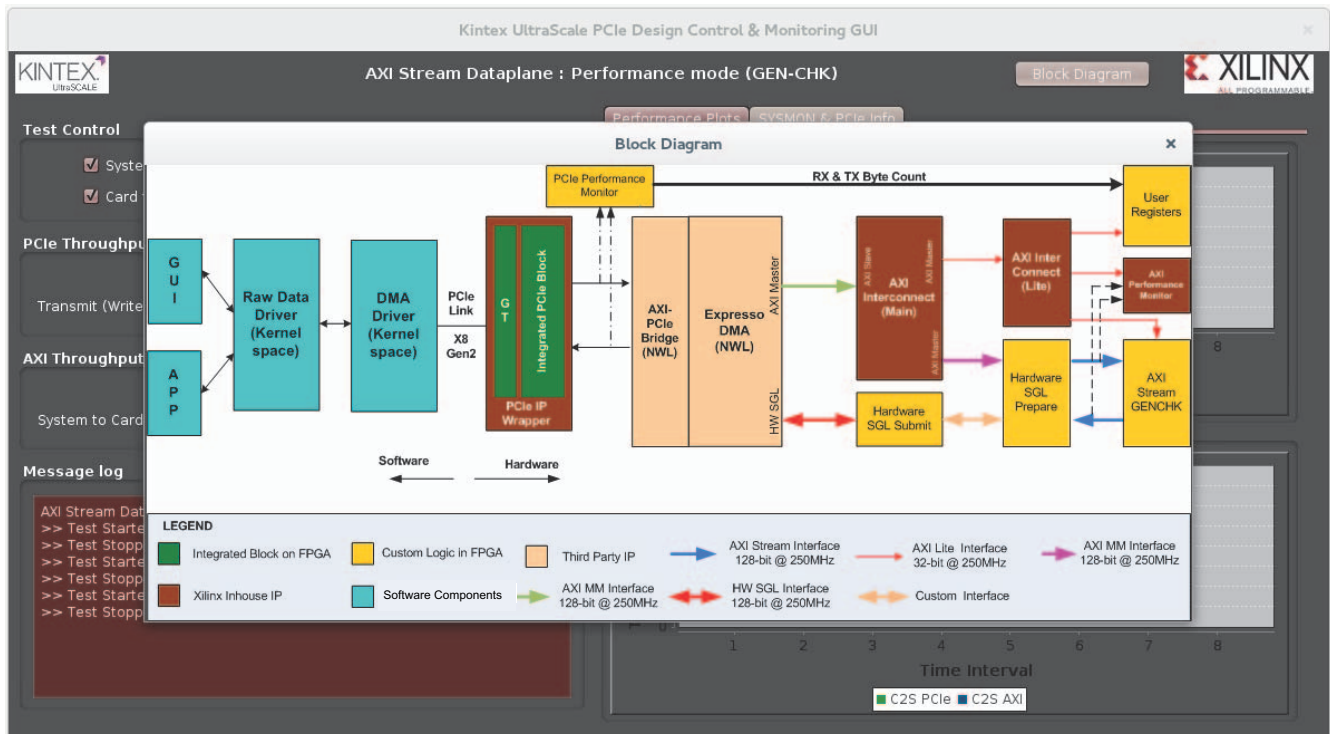 Kintex UltraScale PCIe Design Control & Monitoring GUI
KINTEX
UltraSCALE
AXI Stream Dataplane : Performance mode (GEN-CHK)
Block Diagram
XILINX
ALL PROGRAMMABLE
Performance Plots
SYSMON & PCIe Info
Test Control
Syste
Card
PCIe Throughpu
Transmit (Write
AXI Throughput
System to Card
Message log
AXI Stream Dat
>> Test Starte
>> Test Stopp
>> Test Starte
>> Test Stopp
>> Test Stopp
>> Test Starte
>> Test Stopp
Block Diagram
PCIe Performance
Monitor
RX & TX Byte Count
User
Registers
G
U
I
A
P
P
Raw Data
Driver
(Kernel
space)
DMA
Driver
(Kernel
space)
PCIe
Link
X8
Gen2
G
T
Integrated PCIe Block
PCIe IP
Wrapper
AXI-
PCIe
Bridge
(NWL)
Expresso
DMA
(NWL)
AXI Master
HW SGL
AXI Slave
AXI Master
AXI
Interconnect
(Main)
AXI Master
AXI Inter
Connect
(Lite)
AXI
Performance
Monitor
Hardware
SGL Submit
Hardware
SGL
Prepare
AXI
Stream
GENCHK
Software
Hardware
LEGEND
Integrated Block on FPGA
Custom Logic in FPGA
Third Party IP
AXI Stream Interface
128-bit @ 250MHz
AXI Lite Interface
32-bit @ 250MHz
AXI MM Interface
128-bit @ 250MHz
Xilinx Inhouse IP
Software Components
AXI MM Interface
128-bit @ 250MHz
HW SGL Interface
128-bit @ 250MHz
Custom Interface
8
0
1 2 3 4 5 6 7 8
Time Interval
C2S PCIe C2S AXI